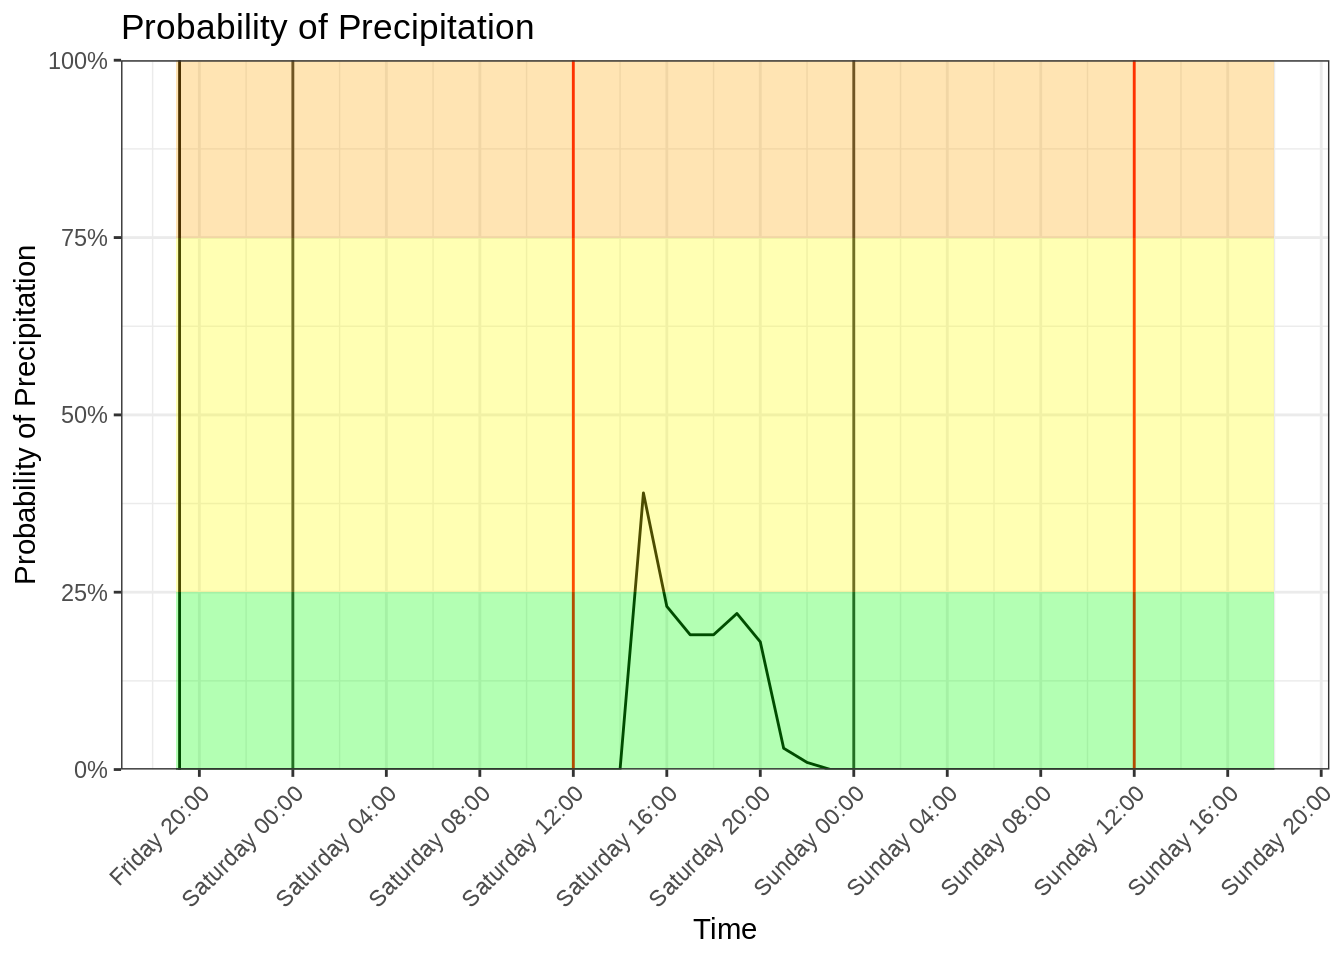 Probability of Precipitation
Probability of Precipitation
100%
75%
50%
25%
0%
Friday 20:00
Saturday 00:00
Saturday 04:00
Saturday 08:00
Saturday 12:00
Saturday 16:00
Saturday 20:00
Sunday 00:00
Sunday 04:00
Sunday 08:00
Sunday 12:00
Sunday 16:00
Sunday 20:00
Time